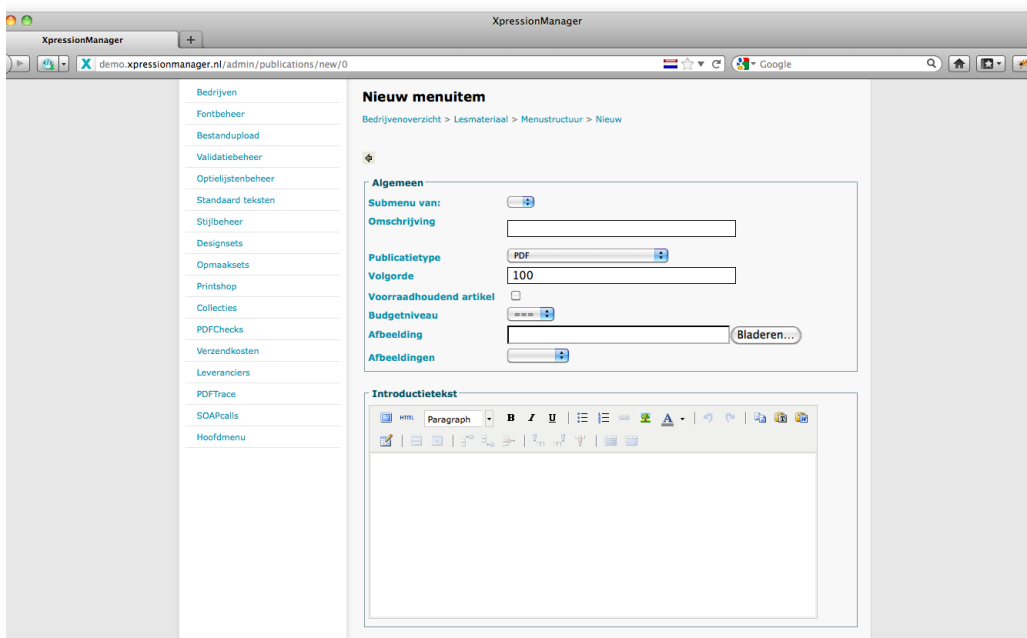 XpressionManager
XpressionManager
demo.xpressionmanager.nl/admin/publications/new/0
Google
Bedrijven
Fontbeheer
Bestandupload
Validatiebeheer
Optielijstenbeheer
Standaard teksten
Stijlbeheer
Designsets
Opmaaksets
Printshop
Collecties
PDFChecks
Verzendkosten
Leveranciers
PDFTrace
SOAPcalls
Hoofdmenu
Nieuw menuitem
Bedrijvenoverzicht > Lesmateriaal > Menustructuur > Nieuw
Algemeen
Submenu van:
Omschrijving
Publicatietype PDF
Volgorde 100
Voorraadhoudend artikel
Budgetniveau ===
Afbeelding Bladeren...
Afbeeldingen
Introductietekst
HTML Paragraph B I U A